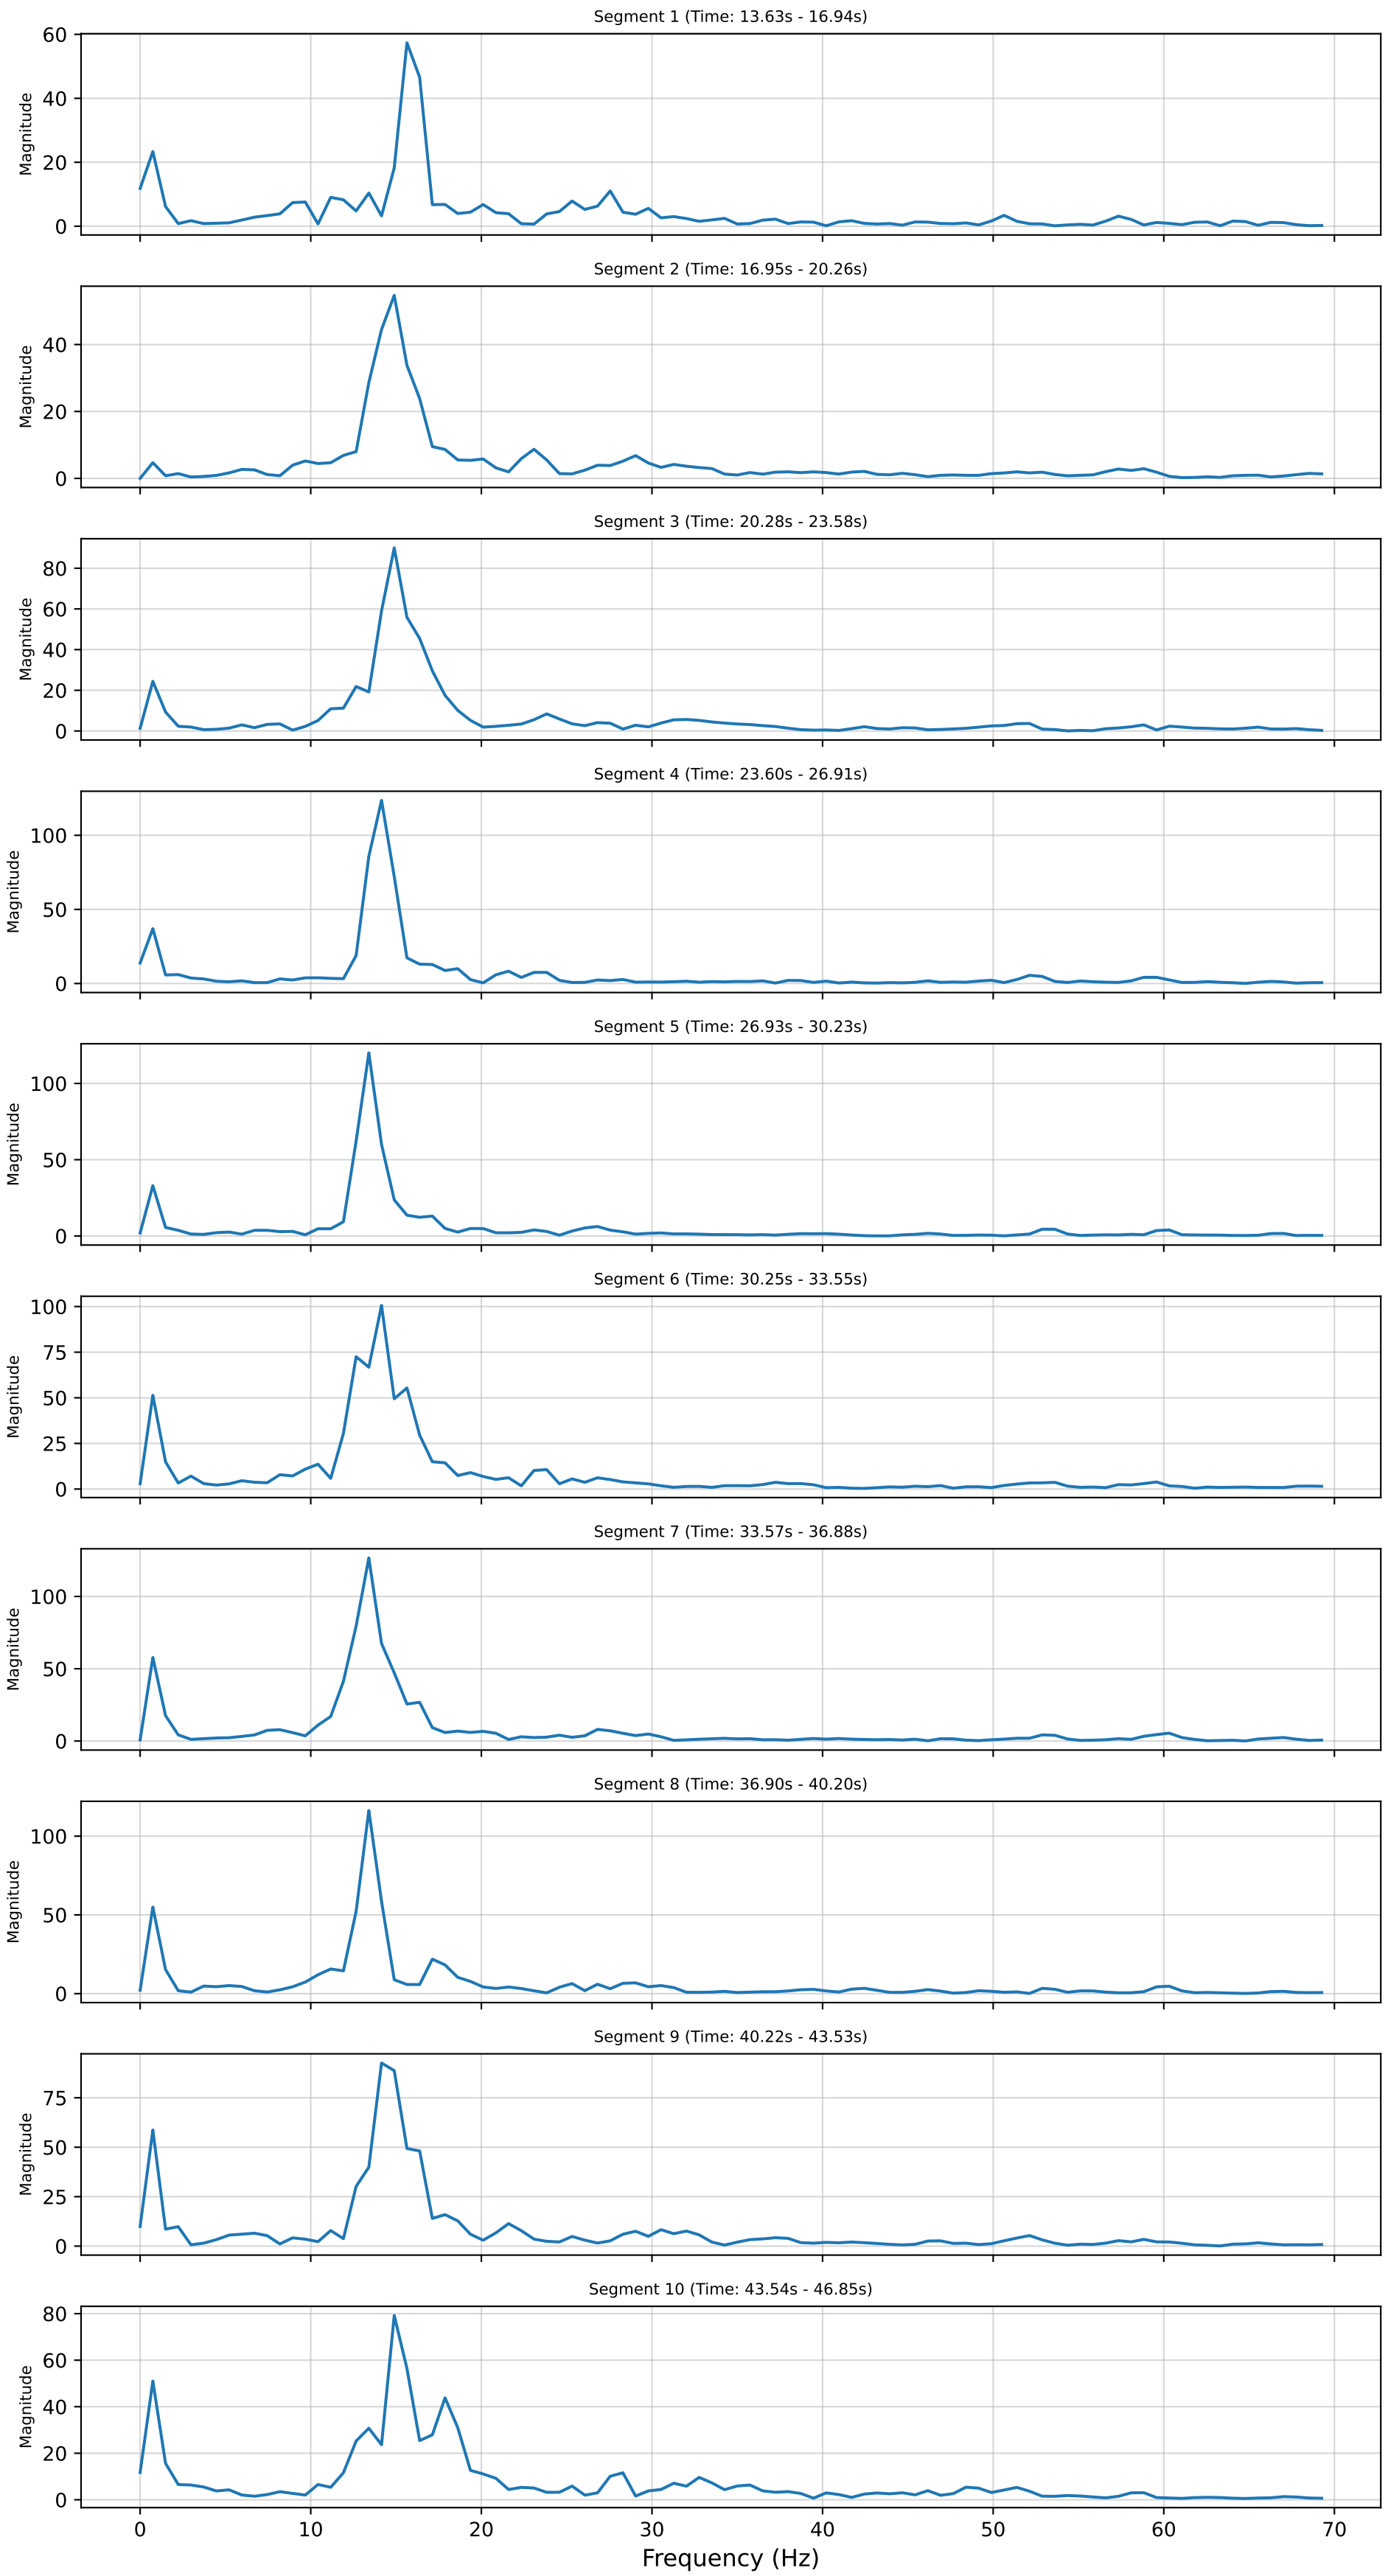 Segment 1 (Time: 13.63s - 16.94s)
Magnitude
60
40
20
0
Segment 2 (Time: 16.95s - 20.26s)
Magnitude
40
20
0
Segment 3 (Time: 20.28s - 23.58s)
Magnitude
80
60
40
20
0
Segment 4 (Time: 23.60s - 26.91s)
Magnitude
100
50
0
Segment 5 (Time: 26.93s - 30.23s)
Magnitude
100
50
0
Segment 6 (Time: 30.25s - 33.55s)
Magnitude
100
75
50
25
0
Segment 7 (Time: 33.57s - 36.88s)
Magnitude
100
50
0
Segment 8 (Time: 36.90s - 40.20s)
Magnitude
100
50
0
Segment 9 (Time: 40.22s - 43.53s)
Magnitude
75
50
25
0
Segment 10 (Time: 43.54s - 46.85s)
Magnitude
80
60
40
20
0
0 10 20 30 40 50 60 70
Frequency (Hz)